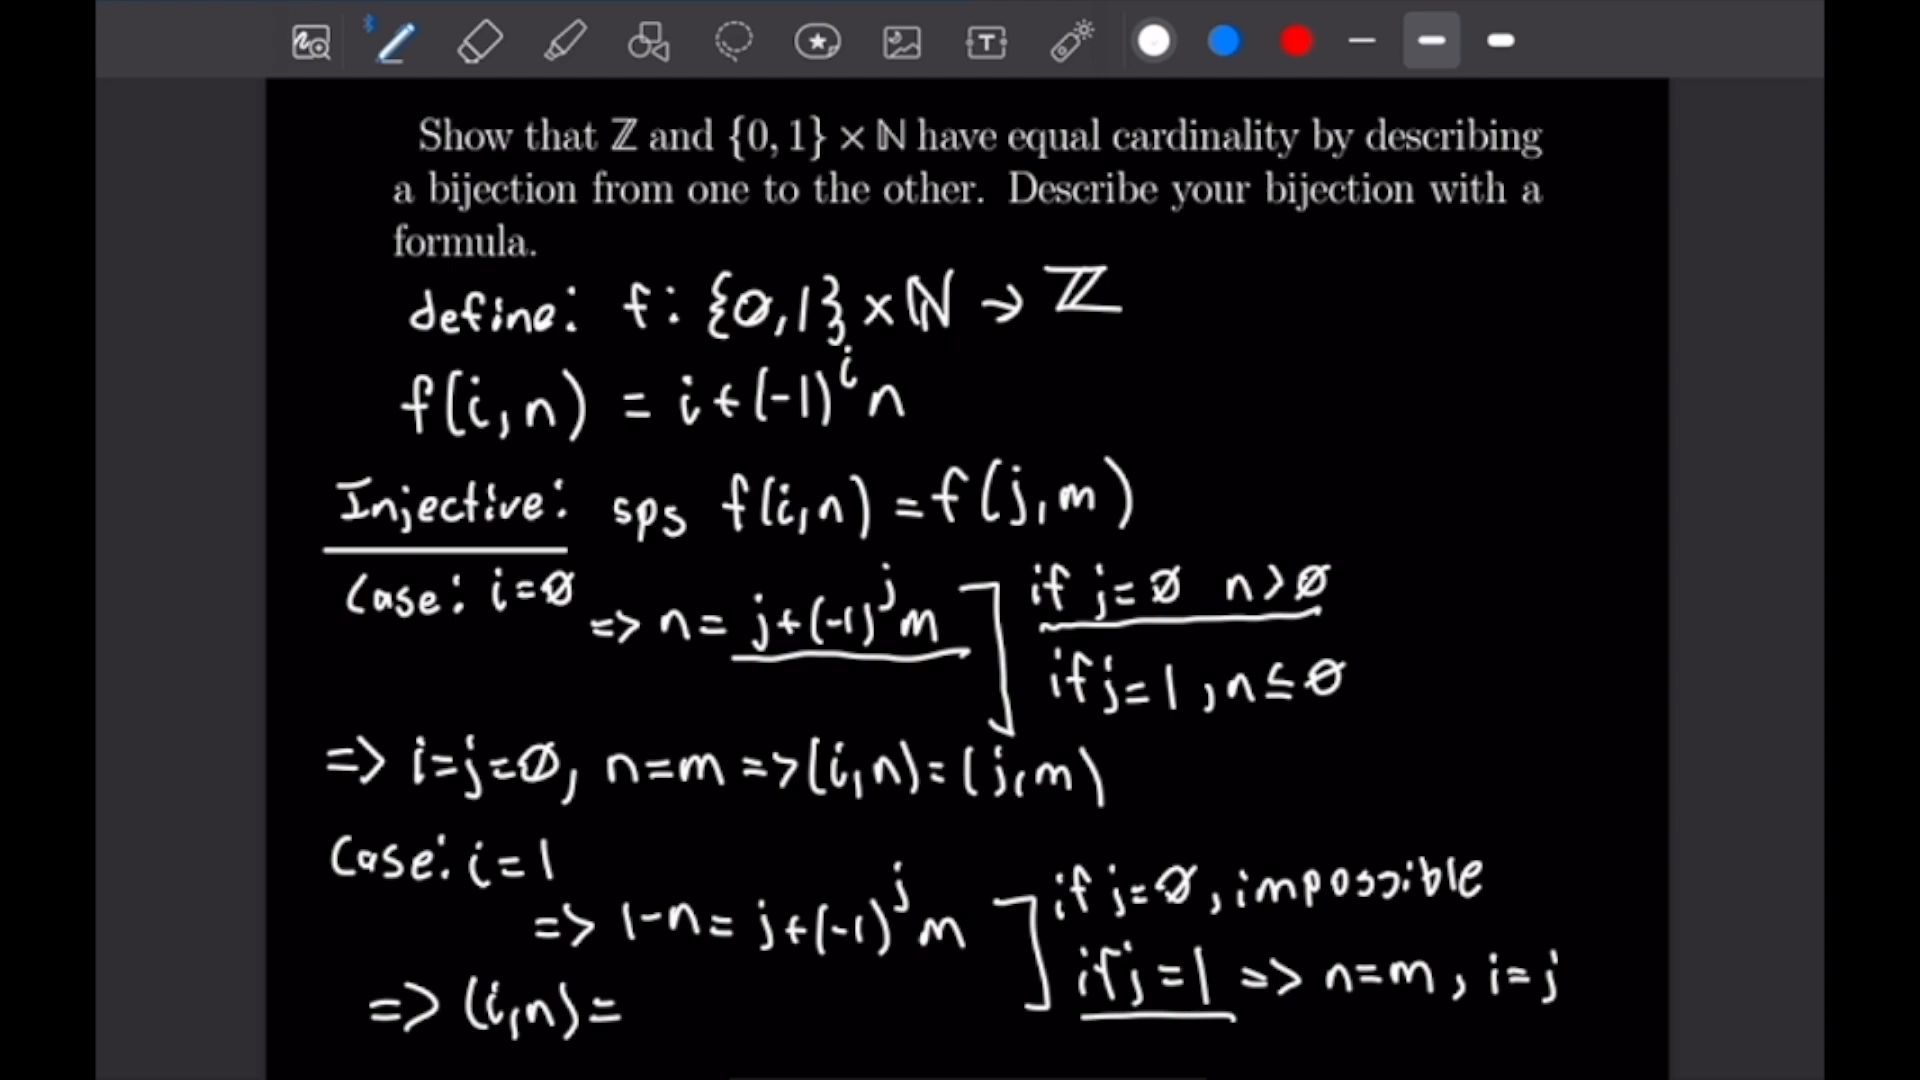 Show that ℤ and {0, 1} × ℕ have equal cardinality by describing
a bijection from one to the other. Describe your bijection with a
formula.
define: f: {0,1} × ℕ → ℤ
f(i,n) = i+(-1)^i n
Injective: sps f(i,n) = f(j,m)
Case: i=0
=> n = j+(-1)^j m
if j=0 n>0
if j=1, n≤0
=> i=j=0, n=m => (i,n)=(j,m)
Case: i=1
=> 1-n = j+(-1)^j m
if j=0, impossible
if j=1 => n=m, i=j
=> (i,n) =